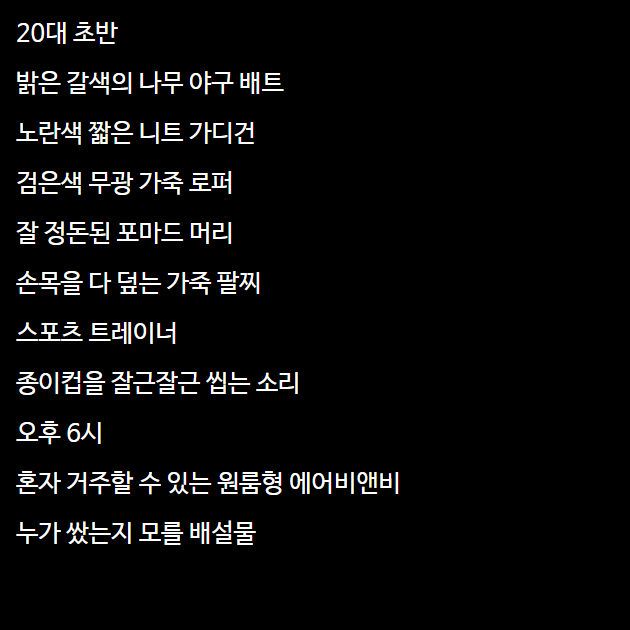 20대 초반
밝은 갈색의 나무 야구 배트
노란색 짧은 니트 가디건
검은색 무광 가죽 로퍼
잘 정돈된 포마드 머리
손목을 다 덮는 가죽 팔찌
스포츠 트레이너
종이컵을 잘근잘근 씹는 소리
오후 6시
혼자 거주할 수 있는 원룸형 에어비앤비
누가 쌌는지 모를 배설물